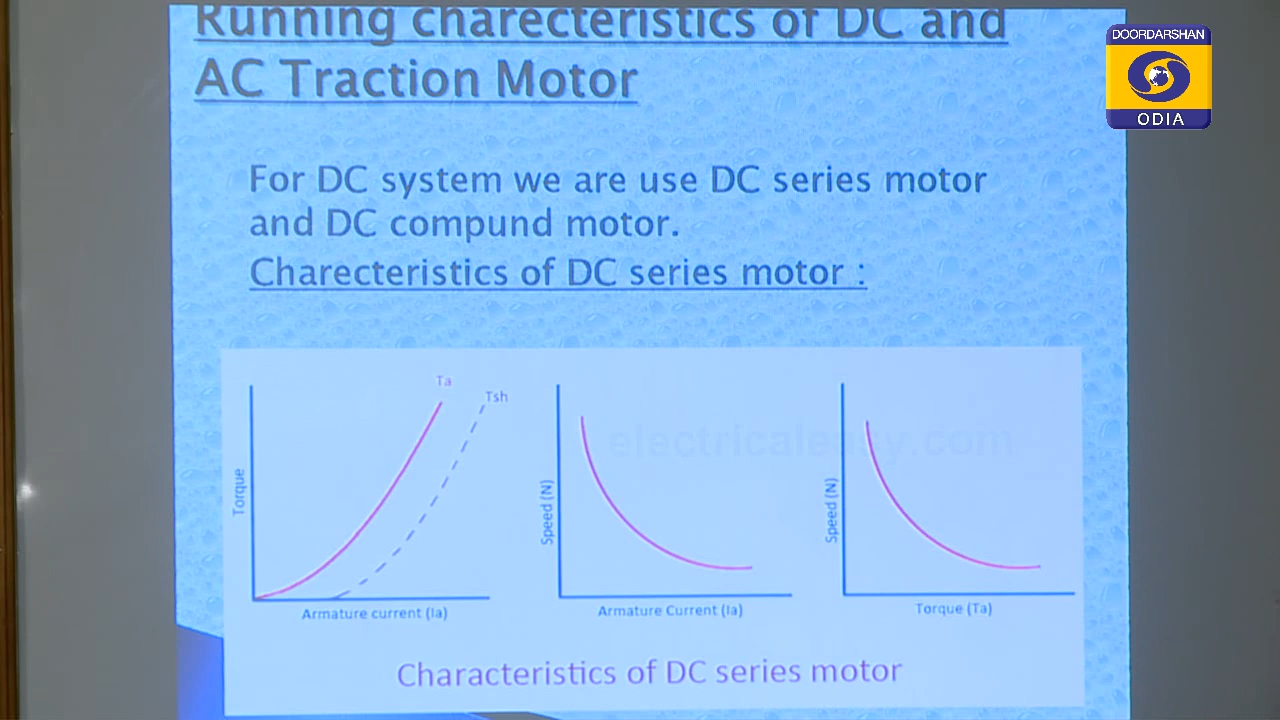 Running charecteristics of DC and
AC Traction Motor
DOORDARSHAN
ODIA
For DC system we are use DC series motor
and DC compund motor.
Charecteristics of DC series motor :
Ta
Tsh
electricaleasy.com
Torque
Speed (N)
Speed (N)
Armature current (Ia)
Armature Current (Ia)
Torque (Ta)
Characteristics of DC series motor